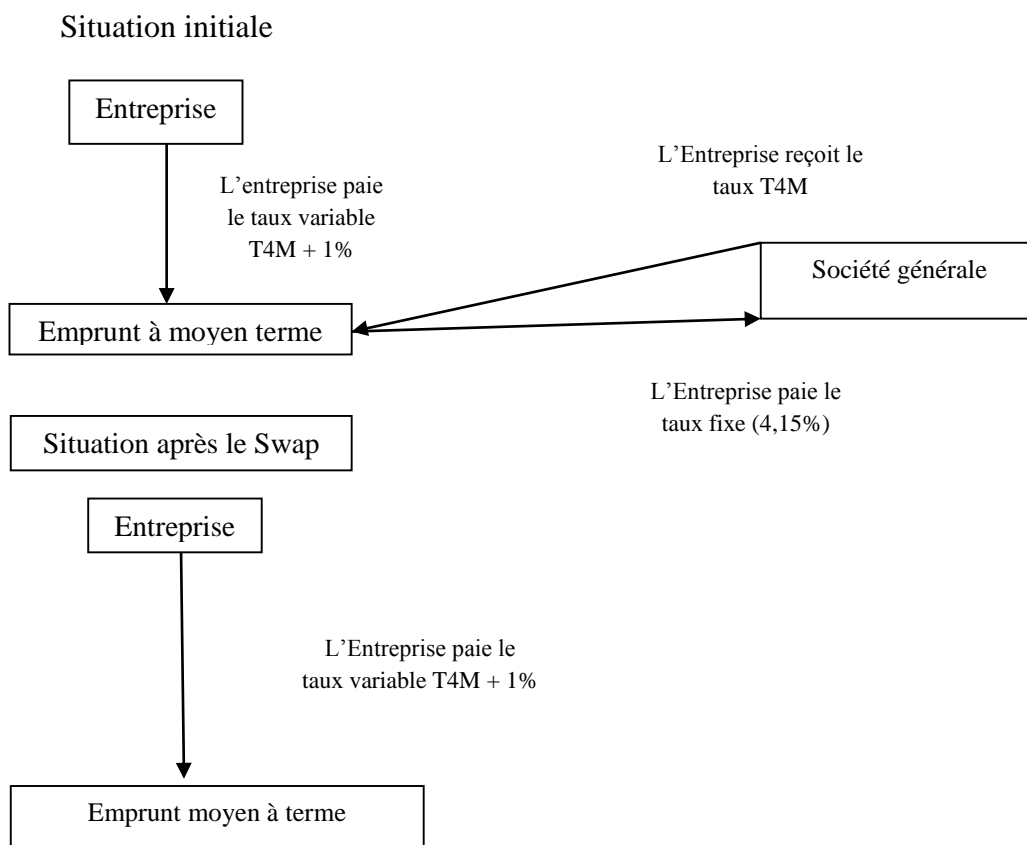 Situation initiale
Entreprise
L'entreprise paie
le taux variable
T4M + 1%
L'Entreprise reçoit le
taux T4M
Société générale
Emprunt à moyen terme
L'Entreprise paie le
taux fixe (4,15%)
Situation après le Swap
Entreprise
L'Entreprise paie le
taux variable T4M + 1%
Emprunt moyen à terme